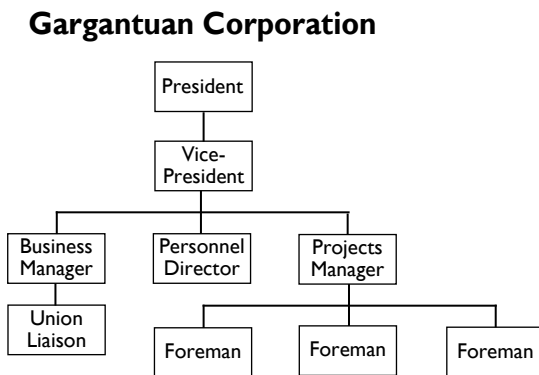 Gargantuan Corporation
President
Vice-
President
Business
Manager
Personnel
Director
Projects
Manager
Union
Liaison
Foreman
Foreman
Foreman